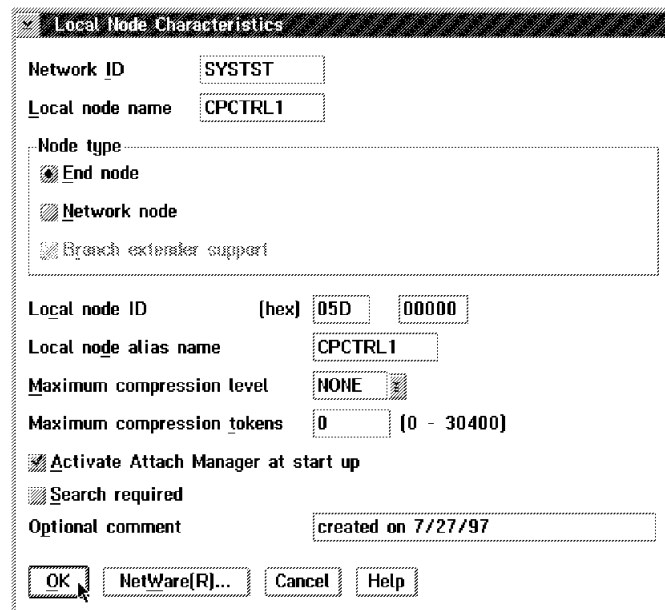 Local Node Characteristics
Network ID SYSTST
Local node name CPCTRL1
Node type
End node
Network node
Branch extender support
Local node ID (hex) 05D 00000
Local node alias name CPCTRL1
Maximum compression level NONE
Maximum compression tokens 0 (0 - 30400)
Activate Attach Manager at start up
Search required
Optional comment created on 7/27/97
OK NetWare(R)... Cancel Help